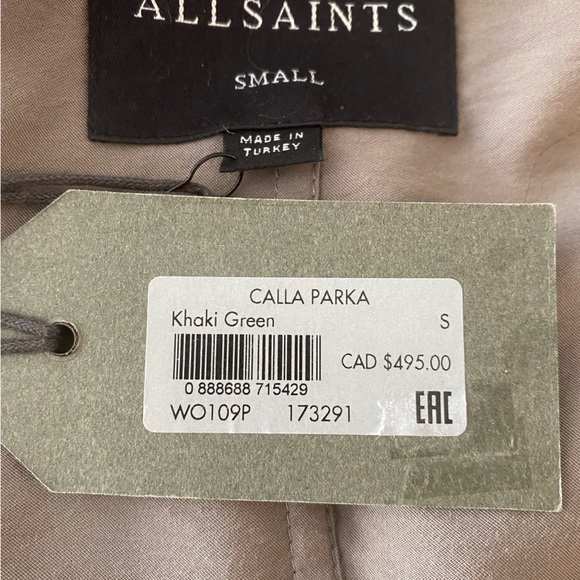 ALLSAINTS
SMALL
MADE IN
TURKEY
CALLA PARKA
Khaki Green S
CAD $495.00
0 888688 715429
WO109P 173291 EAC